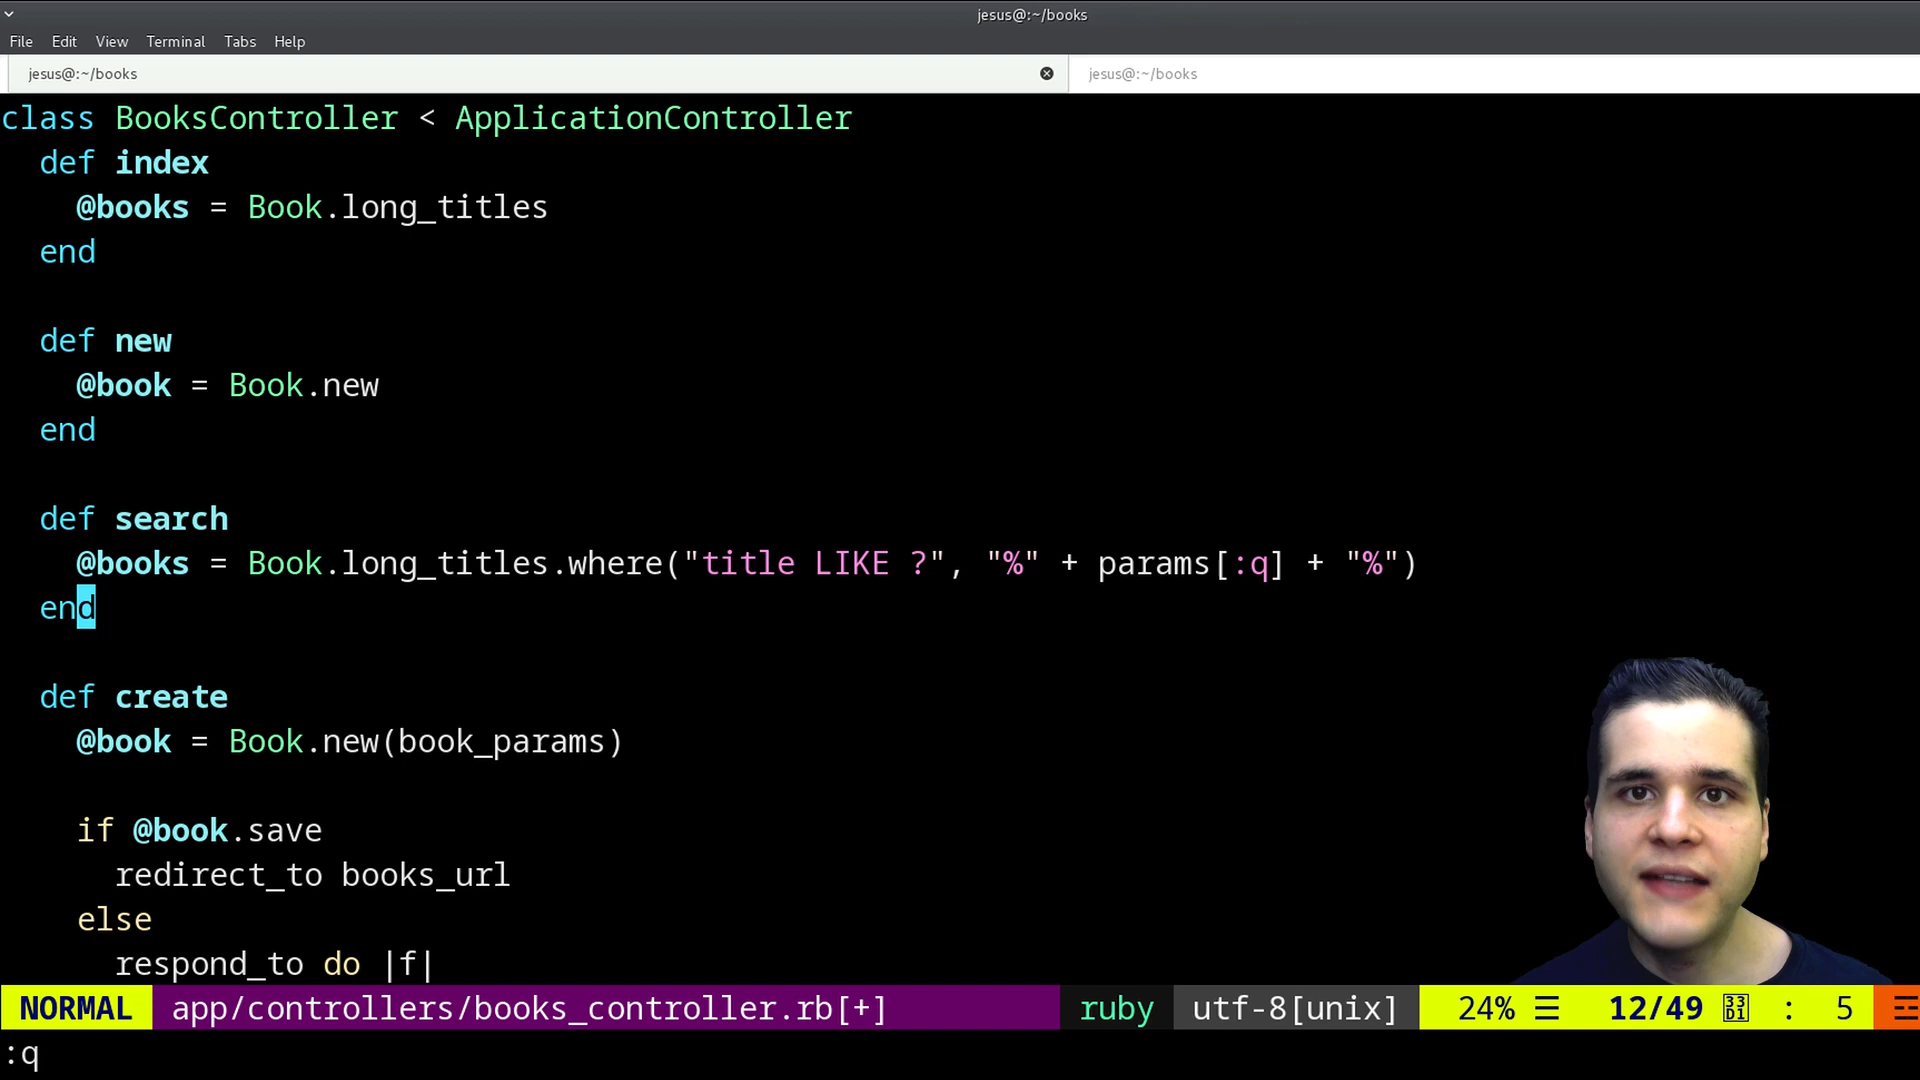 jesus@:~/books
File Edit View Terminal Tabs Help
jesus@:~/books jesus@:~/books
class BooksController < ApplicationController
  def index
    @books = Book.long_titles
  end

  def new
    @book = Book.new
  end

  def search
    @books = Book.long_titles.where("title LIKE ?", "%" + params[:q] + "%")
  end

  def create
    @book = Book.new(book_params)

    if @book.save
      redirect_to books_url
    else
      respond_to do |f|
NORMAL app/controllers/books_controller.rb[+] ruby utf-8[unix] 24% ☰ 12/49 : 5
:q